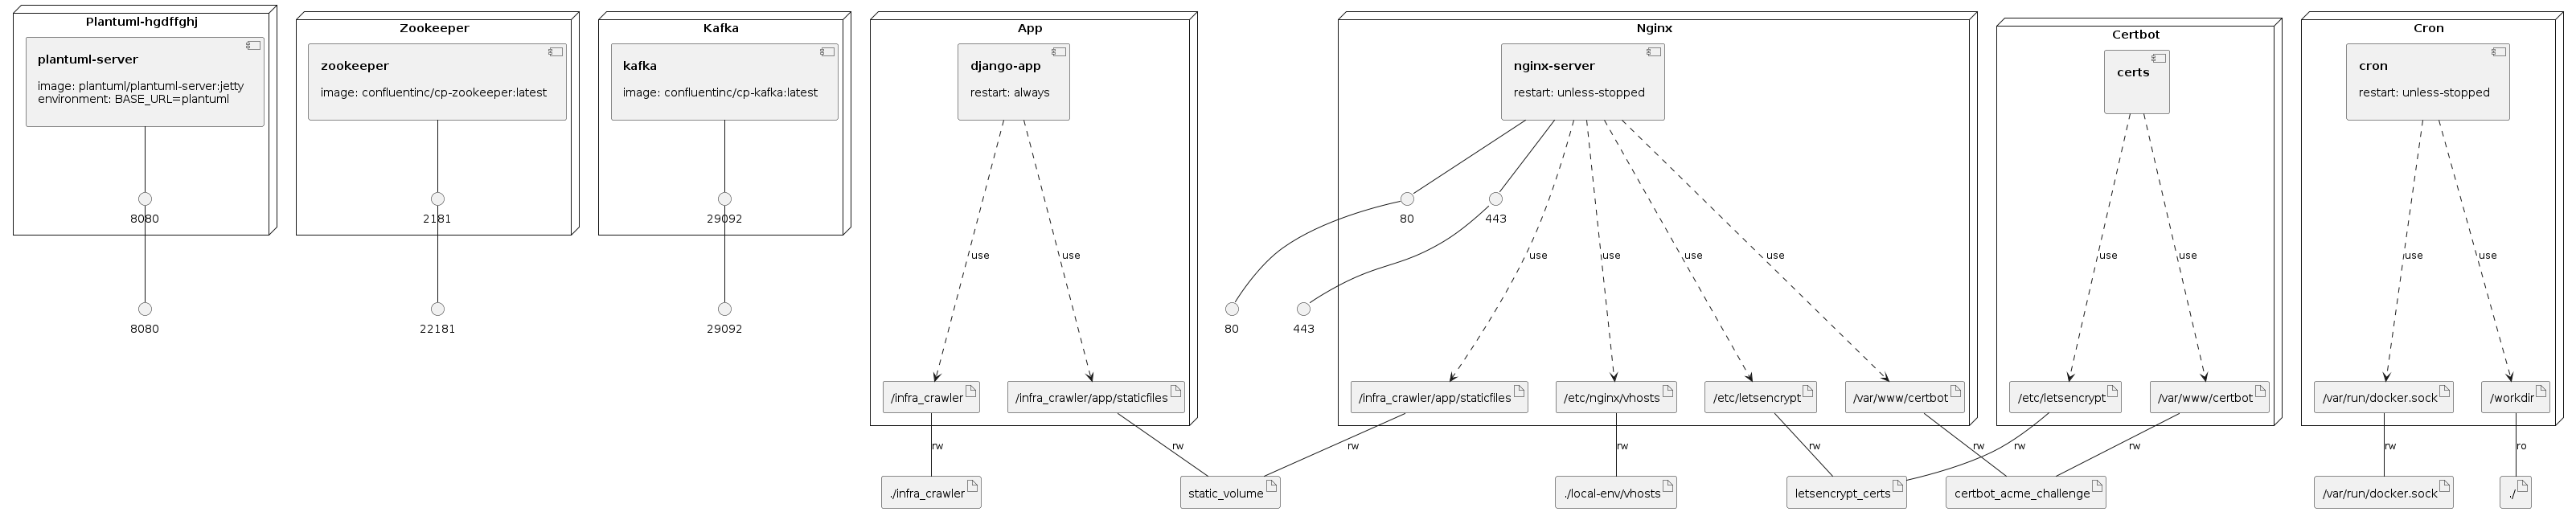 Plantuml-hgdffghj
plantuml-server
image: plantuml/plantuml-server:jetty
environment: BASE_URL=plantuml
8080
8080
Zookeeper
zookeeper
image: confluentinc/cp-zookeeper:latest
2181
22181
Kafka
kafka
image: confluentinc/cp-kafka:latest
29092
29092
App
django-app
restart: always
use
use
/infra_crawler
/infra_crawler/app/staticfiles
rw
rw
./infra_crawler
static_volume
Nginx
nginx-server
restart: unless-stopped
80
443
80
443
use
use
use
use
/infra_crawler/app/staticfiles
/etc/nginx/vhosts
/etc/letsencrypt
/var/www/certbot
rw
rw
rw
rw
./local-env/vhosts
letsencrypt_certs
certbot_acme_challenge
Certbot
certs
use
use
/etc/letsencrypt
/var/www/certbot
rw
rw
Cron
cron
restart: unless-stopped
use
use
/var/run/docker.sock
/workdir
rw
ro
/var/run/docker.sock
./